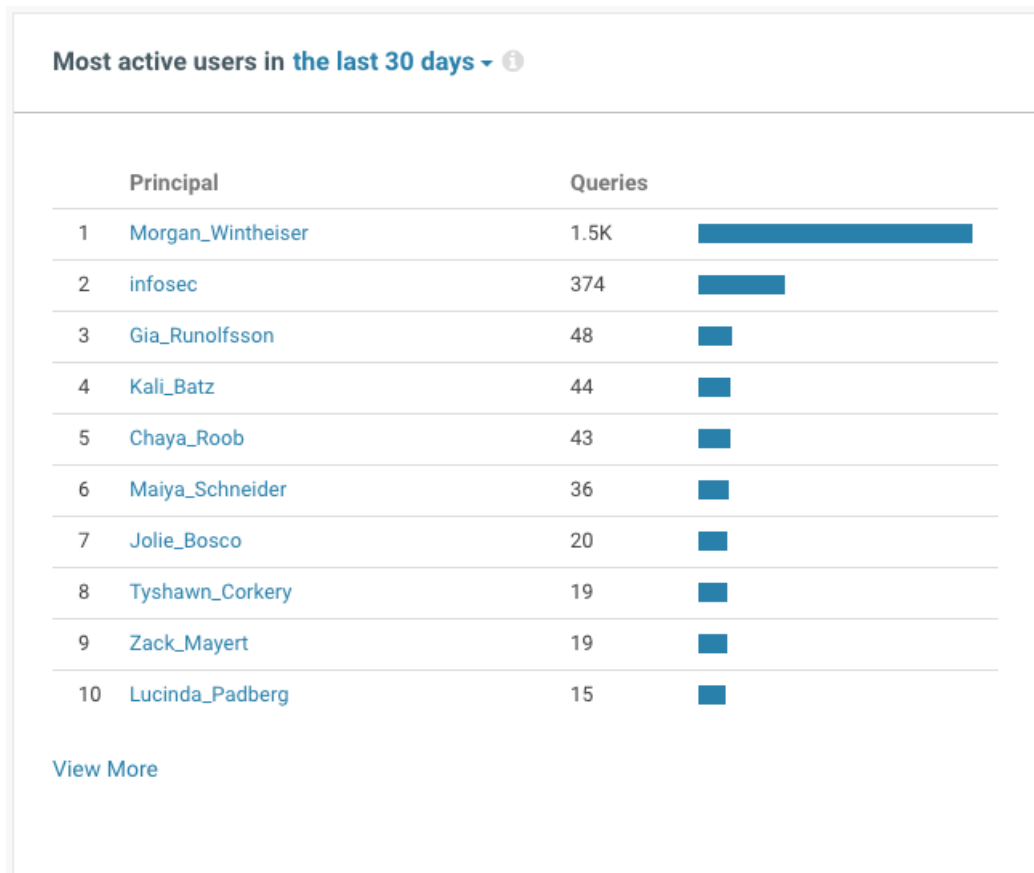 Most active users in the last 30 days
Principal Queries
1 Morgan_Wintheiser 1.5K
2 infosec 374
3 Gia_Runolfsson 48
4 Kali_Batz 44
5 Chaya_Roob 43
6 Maiya_Schneider 36
7 Jolie_Bosco 20
8 Tyshawn_Corkery 19
9 Zack_Mayert 19
10 Lucinda_Padberg 15
View More